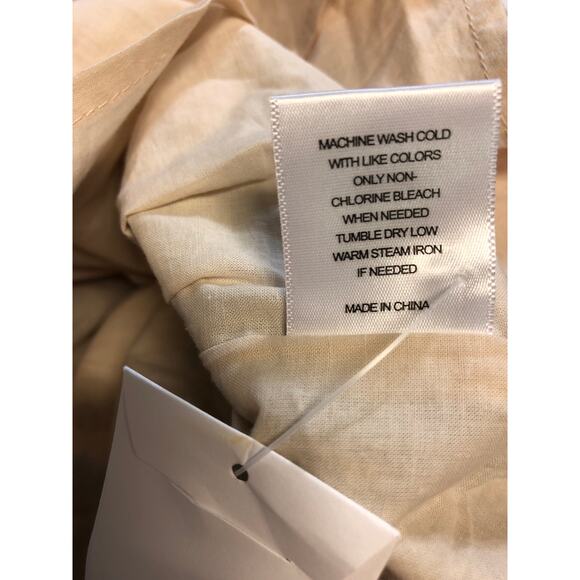 MACHINE WASH COLD
WITH LIKE COLORS
ONLY NON-
CHLORINE BLEACH
WHEN NEEDED
TUMBLE DRY LOW
WARM STEAM IRON
IF NEEDED
MADE IN CHINA